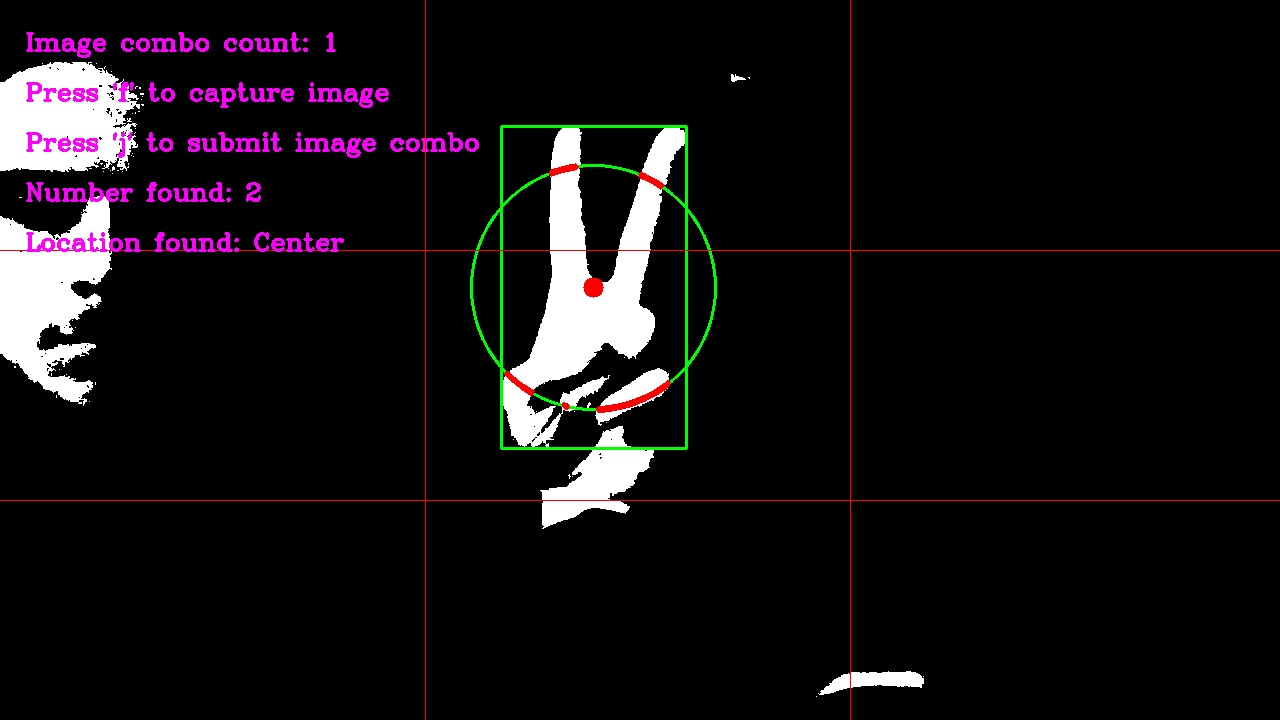 Image combo count: 1
Press 'f' to capture image
Press 'j' to submit image combo
Number found: 2
Location found: Center